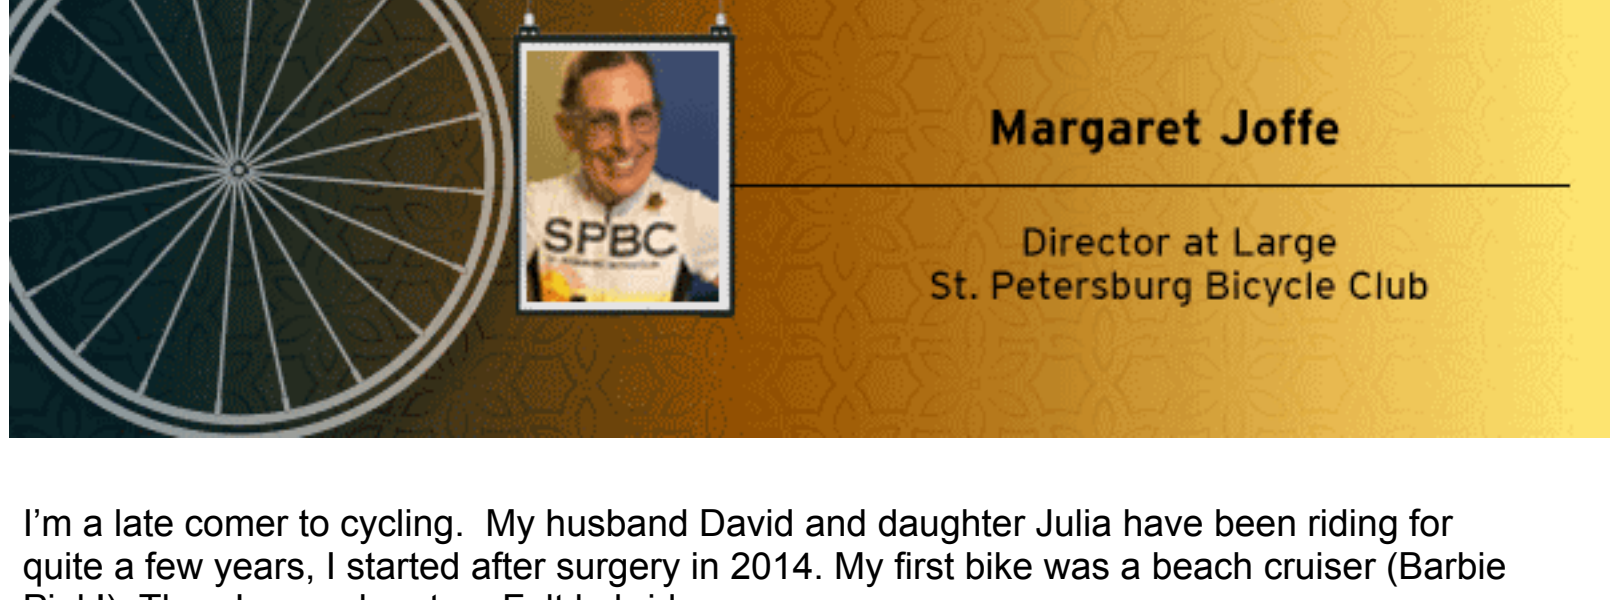 Margaret Joffe
SPBC
Director at Large
St. Petersburg Bicycle Club
I’m a late comer to cycling.  My husband David and daughter Julia have been riding for
quite a few years, I started after surgery in 2014. My first bike was a beach cruiser (Barbie